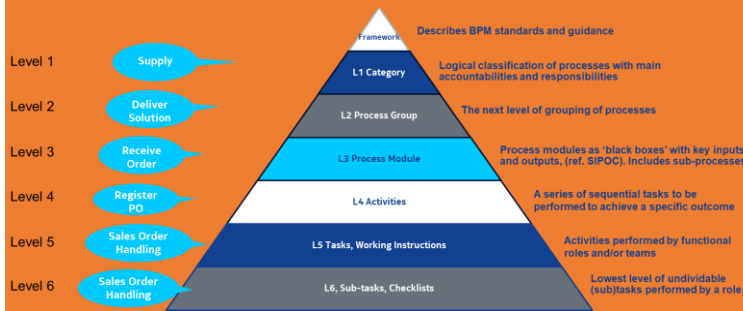 Framework
Describes BPM standards and guidance
Level 1
Supply
L1 Category
Logical classification of processes with main
accountabilities and responsibilities
Level 2
Deliver
Solution
L2 Process Group
The next level of grouping of processes
Level 3
Receive
Order
L3 Process Module
Process modules as ‘black boxes’ with key inputs
and outputs, (ref. SIPOC). Includes sub-processes
Level 4
Register
PO
L4 Activities
A series of sequential tasks to be
performed to achieve a specific outcome
Level 5
Sales Order
Handling
L5 Tasks, Working Instructions
Activities performed by functional
roles and/or teams
Level 6
Sales Order
Handling
L6, Sub-tasks, Checklists
Lowest level of undividable
(sub)tasks performed by a role.